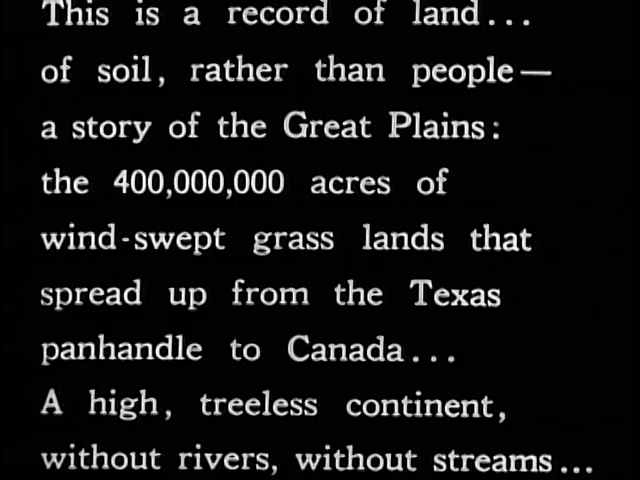 This is a record of land...
of soil, rather than people—
a story of the Great Plains:
the 400,000,000 acres of
wind-swept grass lands that
spread up from the Texas
panhandle to Canada...
A high, treeless continent,
without rivers, without streams...